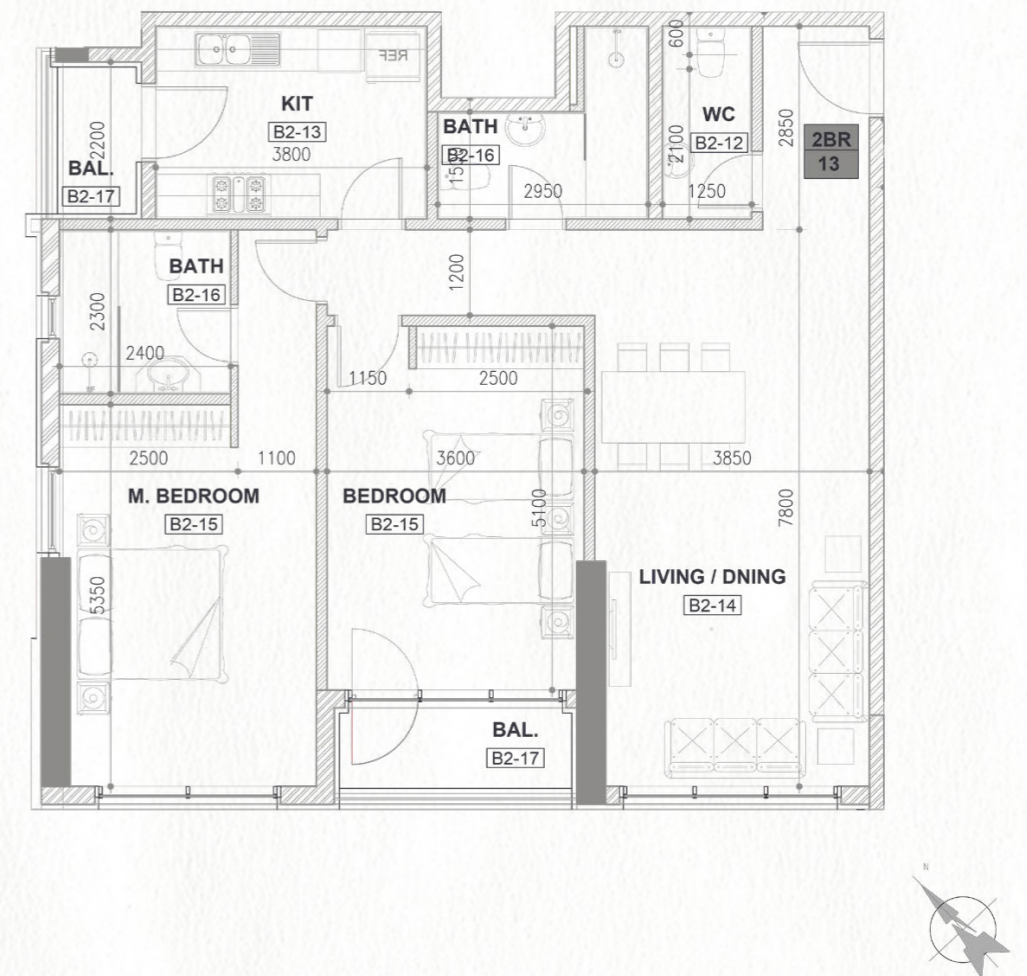 600
REF
KIT
B2-13
3800
BATH
B2-16
2950
WC
B2-12
2100
1250
2850
2BR
13
2200
BAL.
B2-17
BATH
B2-16
2300
2400
1200
1150
2500
2500
1100
3600
3850
M. BEDROOM
B2-15
BEDROOM
B2-15
5100
7800
5350
LIVING / DNING
B2-14
BAL.
B2-17
N